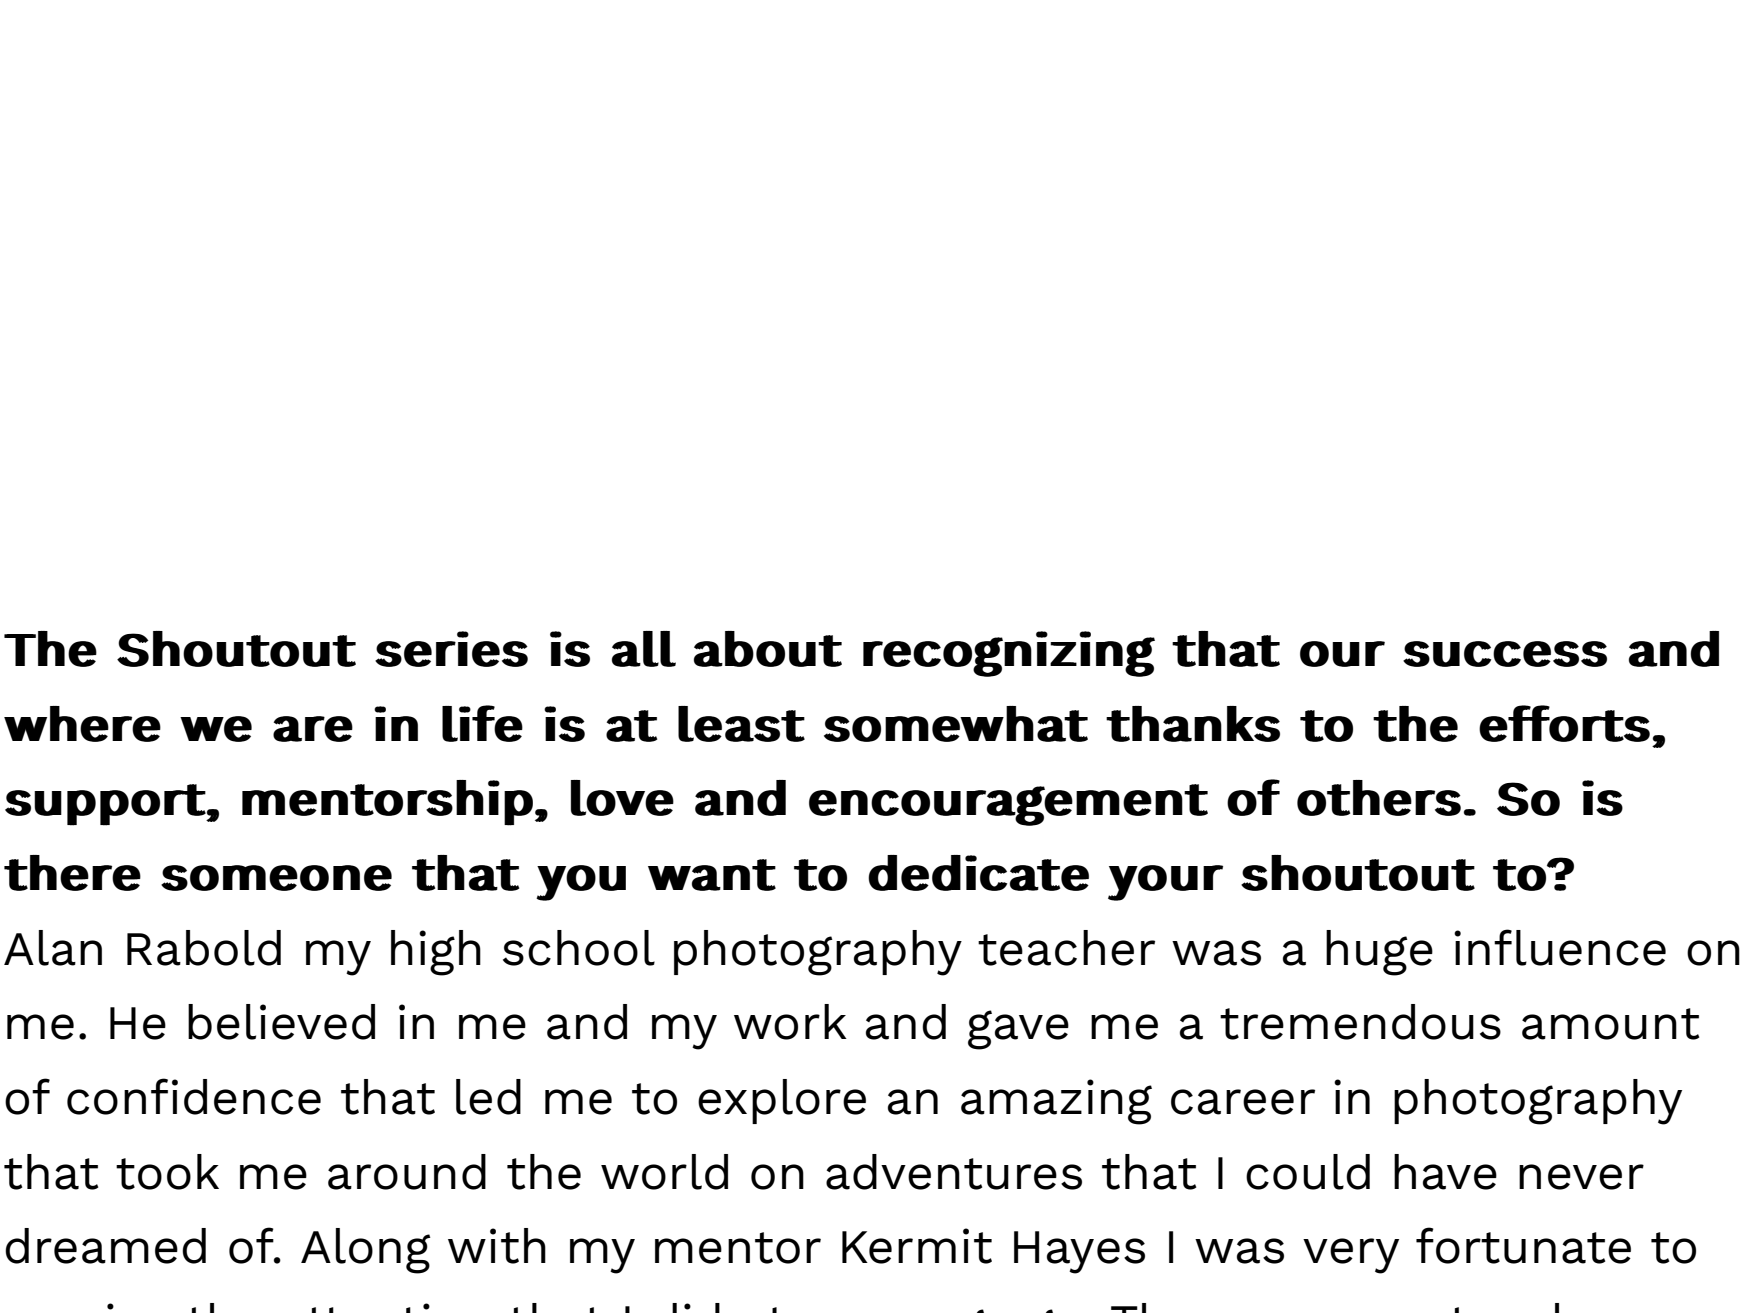 The Shoutout series is all about recognizing that our success and
where we are in life is at least somewhat thanks to the efforts,
support, mentorship, love and encouragement of others. So is
there someone that you want to dedicate your shoutout to?
Alan Rabold my high school photography teacher was a huge influence on
me. He believed in me and my work and gave me a tremendous amount
of confidence that led me to explore an amazing career in photography
that took me around the world on adventures that I could have never
dreamed of. Along with my mentor Kermit Hayes I was very fortunate to